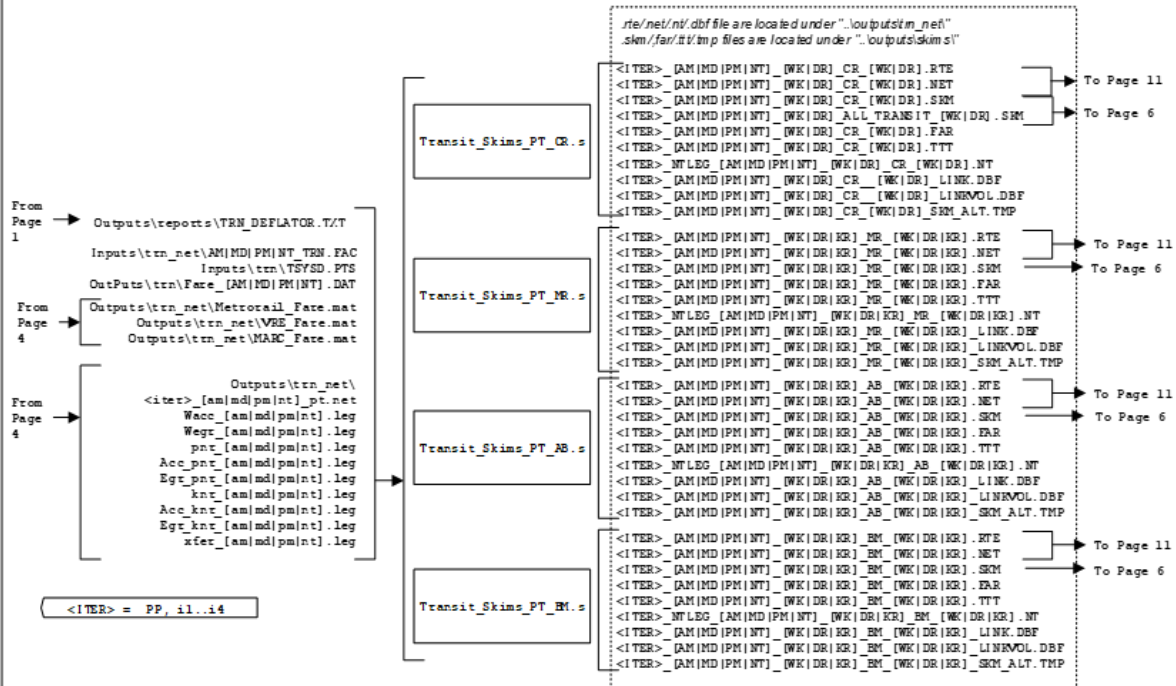 .rte/.net/.nt/.dbf file are located under "..\outputs\trn_net\"
.skm/,far/.ttt/.tmp files are located under "..\outputs\skims\"
From
Page
1
Outputs\reports\TRN_DEFLATOR.TXT
Inputs\trn_net\AM|MD|PM|NT_TRN.FAC
Inputs\trn\TSYSD.PTS
OutPuts\trn\Fare_[AM|MD|PM|NT].DAT
From
Page
4
Outputs\trn_net\Metrorail_Fare.mat
Outputs\trn_net\VRE_Fare.mat
Outputs\trn_net\MARC_Fare.mat
From
Page
4
Outputs\trn_net\
<iter>_[am|md|pm|nt]_pt.net
Wacc_[am|md|pm|nt].leg
Wegr_[am|md|pm|nt].leg
pnr_[am|md|pm|nt].leg
Acc_pnr_[am|md|pm|nt].leg
Egr_pnr_[am|md|pm|nt].leg
knr_[am|md|pm|nt].leg
Acc_knr_[am|md|pm|nt].leg
Egr_knr_[am|md|pm|nt].leg
xfer_[am|md|pm|nt].leg
<ITER> = PP, i1..i4
Transit_Skims_PT_CR.s
<ITER>_[AM|MD|PM|NT]_[WK|DR]_CR_[WK|DR].RTE
<ITER>_[AM|MD|PM|NT]_[WK|DR]_CR_[WK|DR].NET
<ITER>_[AM|MD|PM|NT]_[WK|DR]_CR_[WK|DR].SKM
<ITER>_[AM|MD|PM|NT]_[WK|DR]_ALL_TRANSIT_[WK|DR].SKM
<ITER>_[AM|MD|PM|NT]_[WK|DR]_CR_[WK|DR].FAR
<ITER>_[AM|MD|PM|NT]_[WK|DR]_CR_[WK|DR].TTT
<ITER>_NTLEG_[AM|MD|PM|NT]_[WK|DR]_CR_[WK|DR].NT
<ITER>_[AM|MD|PM|NT]_[WK|DR]_CR__[WK|DR]_LINK.DBF
<ITER>_[AM|MD|PM|NT]_[WK|DR]_CR__[WK|DR]_LINKVOL.DBF
<ITER>_[AM|MD|PM|NT]_[WK|DR]_CR_[WK|DR]_SKM_ALT.TMP
To Page 11
To Page 6
Transit_Skims_PT_MR.s
<ITER>_[AM|MD|PM|NT]_[WK|DR|KR]_MR_[WK|DR|KR].RTE
<ITER>_[AM|MD|PM|NT]_[WK|DR|KR]_MR_[WK|DR|KR].NET
<ITER>_[AM|MD|PM|NT]_[WK|DR|KR]_MR_[WK|DR|KR].SKM
<ITER>_[AM|MD|PM|NT]_[WK|DR|KR]_MR_[WK|DR|KR].FAR
<ITER>_[AM|MD|PM|NT]_[WK|DR|KR]_MR_[WK|DR|KR].TTT
<ITER>_NTLEG_[AM|MD|PM|NT]_[WK|DR|KR]_MR_[WK|DR|KR].NT
<ITER>_[AM|MD|PM|NT]_[WK|DR|KR]_MR_[WK|DR|KR]_LINK.DBF
<ITER>_[AM|MD|PM|NT]_[WK|DR|KR]_MR_[WK|DR|KR]_LINKVOL.DBF
<ITER>_[AM|MD|PM|NT]_[WK|DR|KR]_MR_[WK|DR|KR]_SKM_ALT.TMP
To Page 11
To Page 6
Transit_Skims_PT_AB.s
<ITER>_[AM|MD|PM|NT]_[WK|DR|KR]_AB_[WK|DR|KR].RTE
<ITER>_[AM|MD|PM|NT]_[WK|DR|KR]_AB_[WK|DR|KR].NET
<ITER>_[AM|MD|PM|NT]_[WK|DR|KR]_AB_[WK|DR|KR].SKM
<ITER>_[AM|MD|PM|NT]_[WK|DR|KR]_AB_[WK|DR|KR].FAR
<ITER>_[AM|MD|PM|NT]_[WK|DR|KR]_AB_[WK|DR|KR].TTT
<ITER>_NTLEG_[AM|MD|PM|NT]_[WK|DR|KR]_AB_[WK|DR|KR].NT
<ITER>_[AM|MD|PM|NT]_[WK|DR|KR]_AB_[WK|DR|KR]_LINK.DBF
<ITER>_[AM|MD|PM|NT]_[WK|DR|KR]_AB_[WK|DR|KR]_LINKVOL.DBF
<ITER>_[AM|MD|PM|NT]_[WK|DR|KR]_AB_[WK|DR|KR]_SKM_ALT.TMP
To Page 11
To Page 6
Transit_Skims_PT_BM.s
<ITER>_[AM|MD|PM|NT]_[WK|DR|KR]_BM_[WK|DR|KR].RTE
<ITER>_[AM|MD|PM|NT]_[WK|DR|KR]_BM_[WK|DR|KR].NET
<ITER>_[AM|MD|PM|NT]_[WK|DR|KR]_BM_[WK|DR|KR].SKM
<ITER>_[AM|MD|PM|NT]_[WK|DR|KR]_BM_[WK|DR|KR].FAR
<ITER>_[AM|MD|PM|NT]_[WK|DR|KR]_BM_[WK|DR|KR].TTT
<ITER>_NTLEG_[AM|MD|PM|NT]_[WK|DR|KR]_BM_[WK|DR|KR].NT
<ITER>_[AM|MD|PM|NT]_[WK|DR|KR]_BM_[WK|DR|KR]_LINK.DBF
<ITER>_[AM|MD|PM|NT]_[WK|DR|KR]_BM_[WK|DR|KR]_LINKVOL.DBF
<ITER>_[AM|MD|PM|NT]_[WK|DR|KR]_BM_[WK|DR|KR]_SKM_ALT.TMP
To Page 11
To Page 6